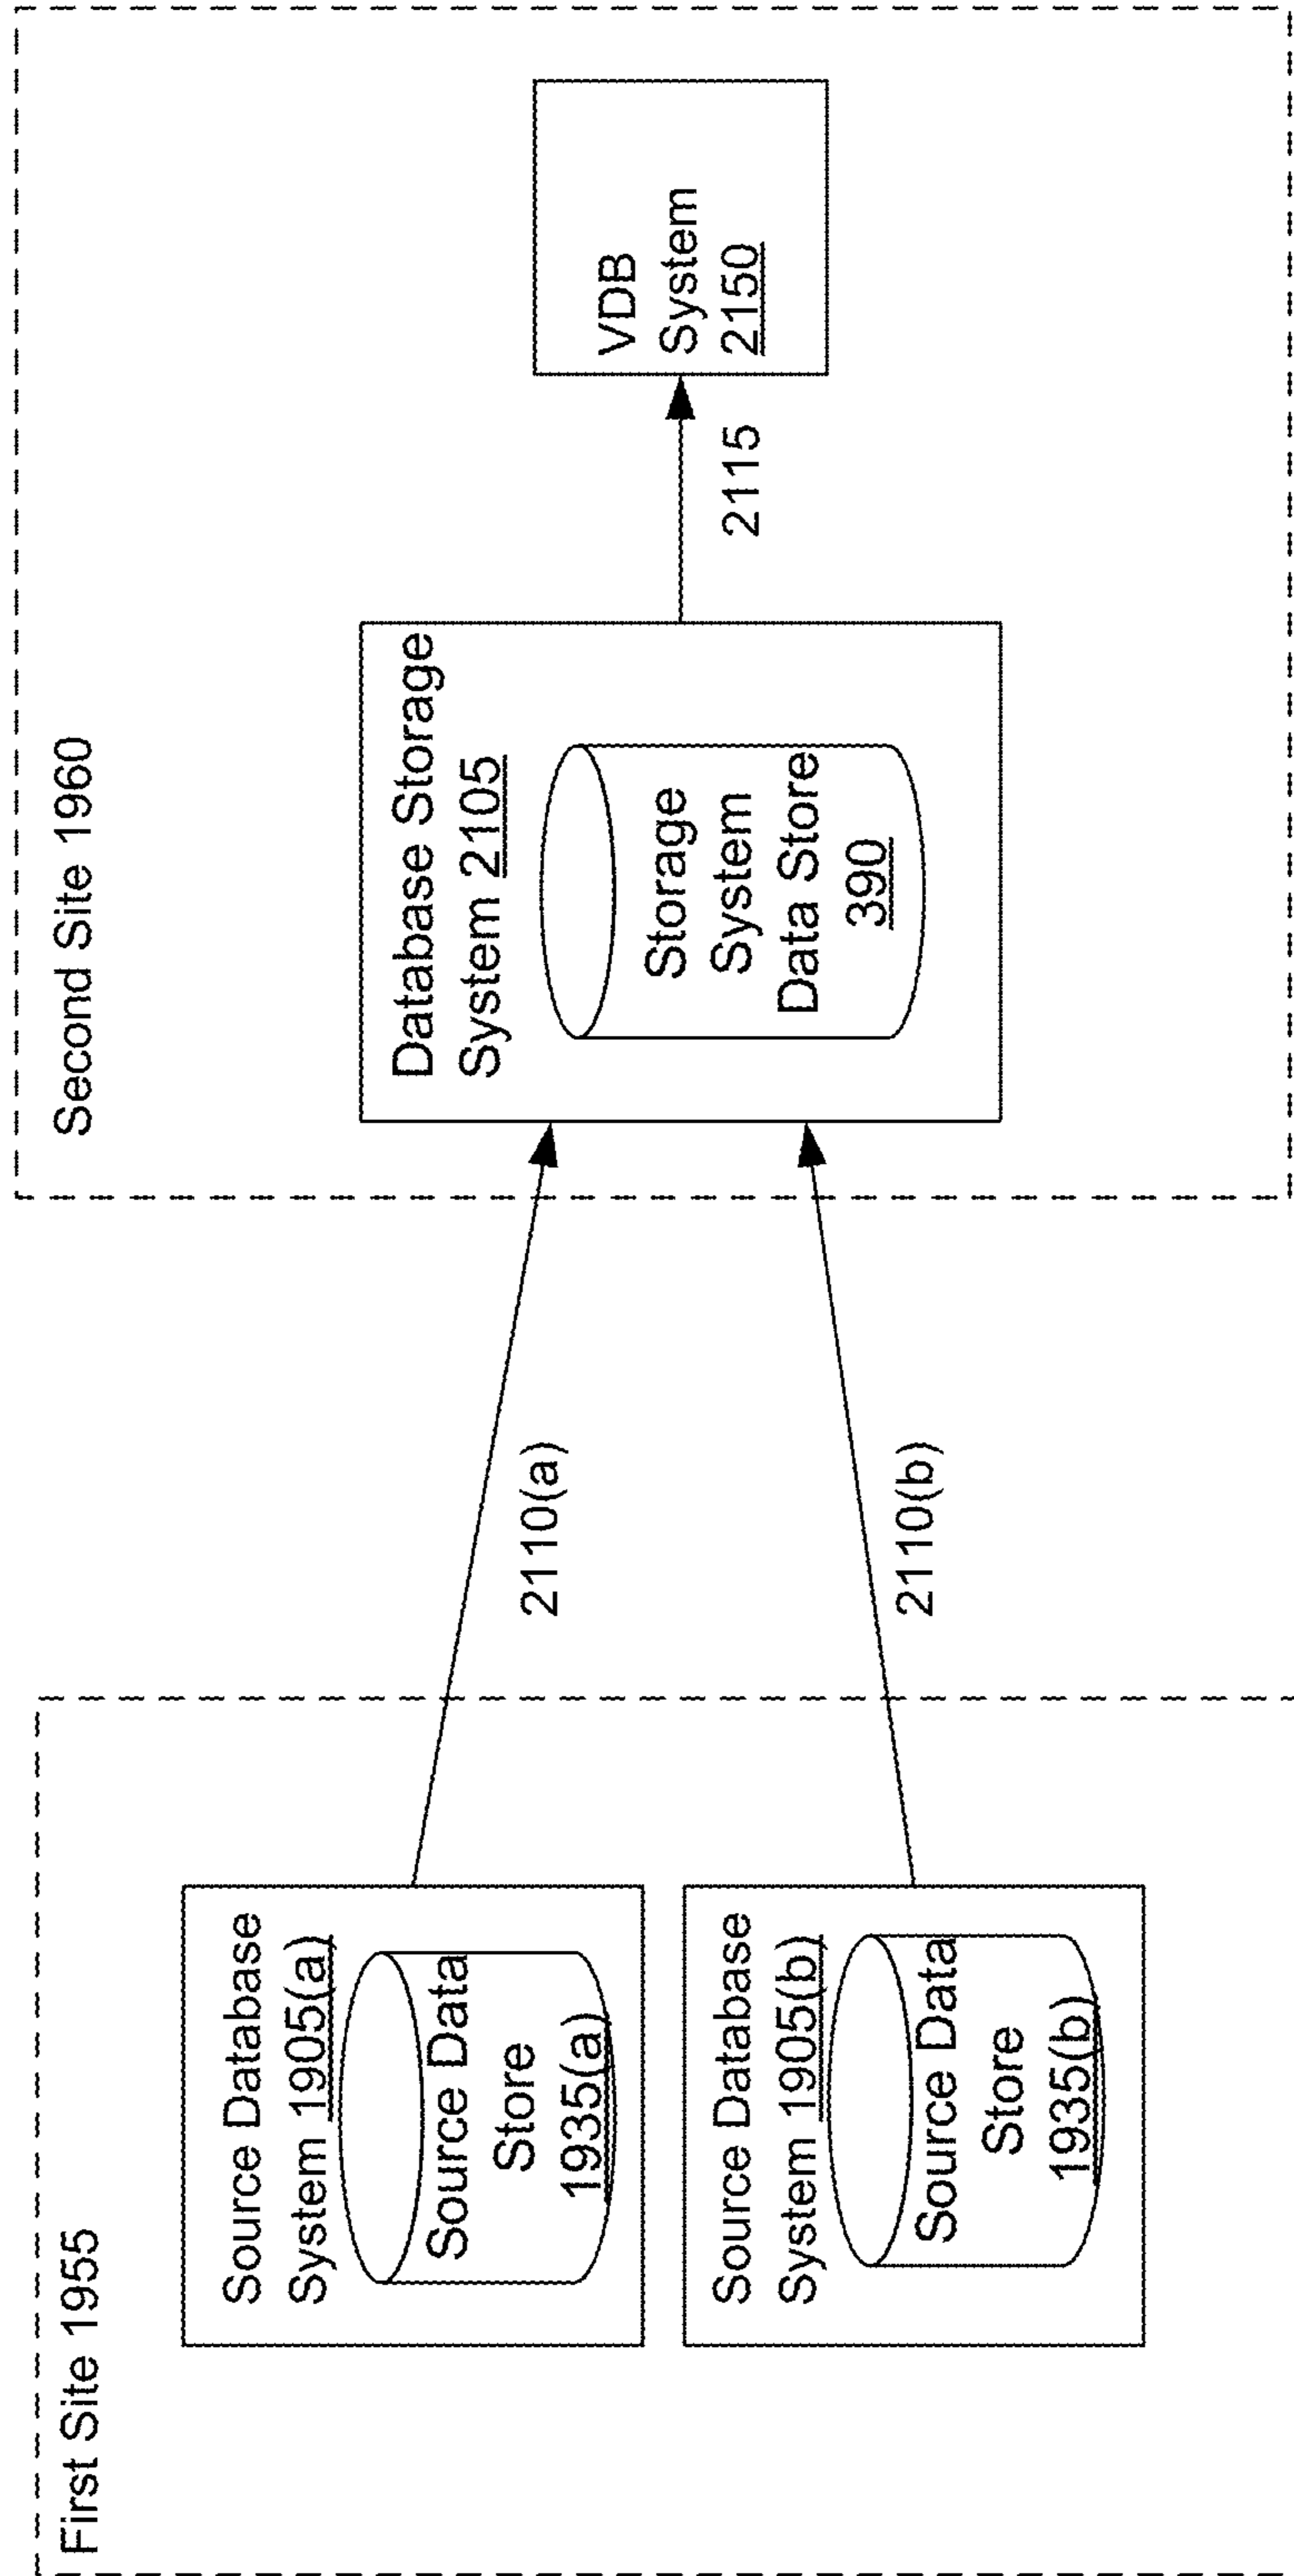 First Site 1955
Source Database
System 1905(a)
Source Data
Store
1935(a)
Source Database
System 1905(b)
Source Data
Store
1935(b)
2110(a)
2110(b)
Second Site 1960
Database Storage
System 2105
Storage
System
Data Store
390
2115
VDB
System
2150